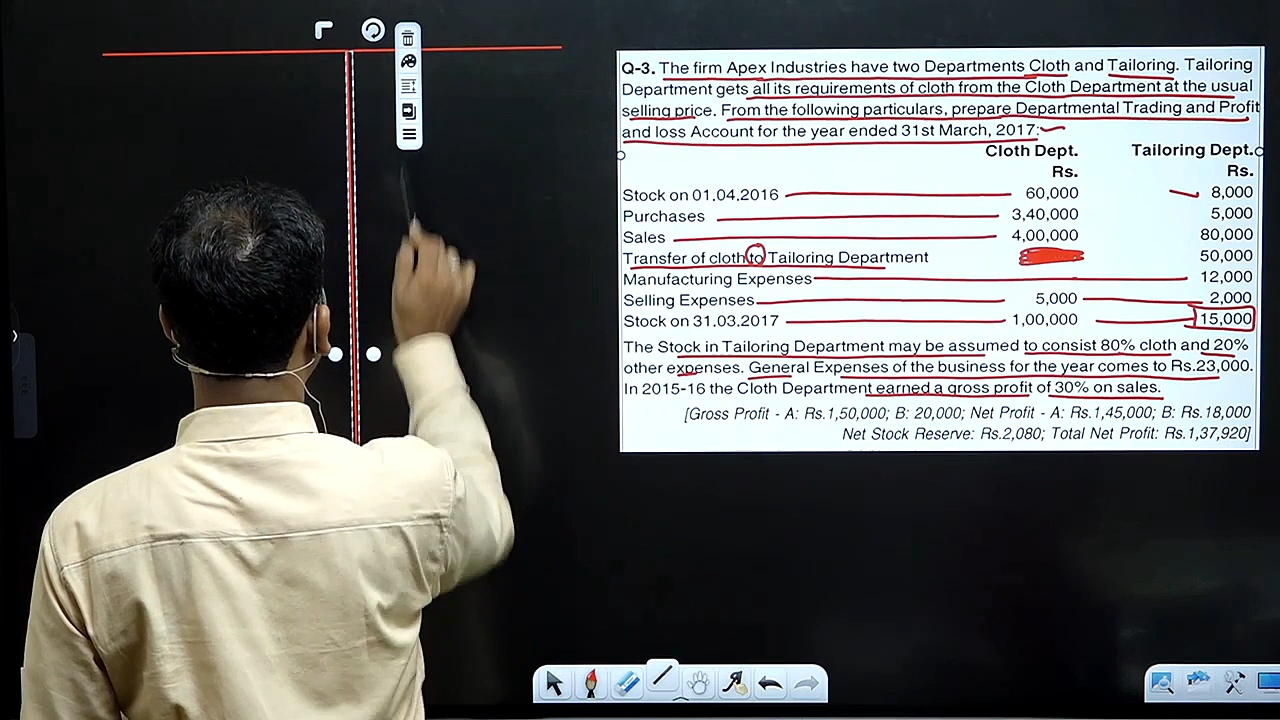 Q-3. The firm Apex Industries have two Departments Cloth and Tailoring. Tailoring
Department gets all its requirements of cloth from the Cloth Department at the usual
selling price. From the following particulars, prepare Departmental Trading and Profit
and loss Account for the year ended 31st March, 2017:
Cloth Dept. Tailoring Dept.
Rs. Rs.
Stock on 01.04.2016 60,000 8,000
Purchases 3,40,000 5,000
Sales 4,00,000 80,000
Transfer of cloth to Tailoring Department 50,000
Manufacturing Expenses 12,000
Selling Expenses 5,000 2,000
Stock on 31.03.2017 1,00,000 15,000
The Stock in Tailoring Department may be assumed to consist 80% cloth and 20%
other expenses. General Expenses of the business for the year comes to Rs.23,000.
In 2015-16 the Cloth Department earned a gross profit of 30% on sales.
[Gross Profit - A: Rs.1,50,000; B: 20,000; Net Profit - A: Rs.1,45,000; B: Rs.18,000
Net Stock Reserve: Rs.2,080; Total Net Profit: Rs.1,37,920]